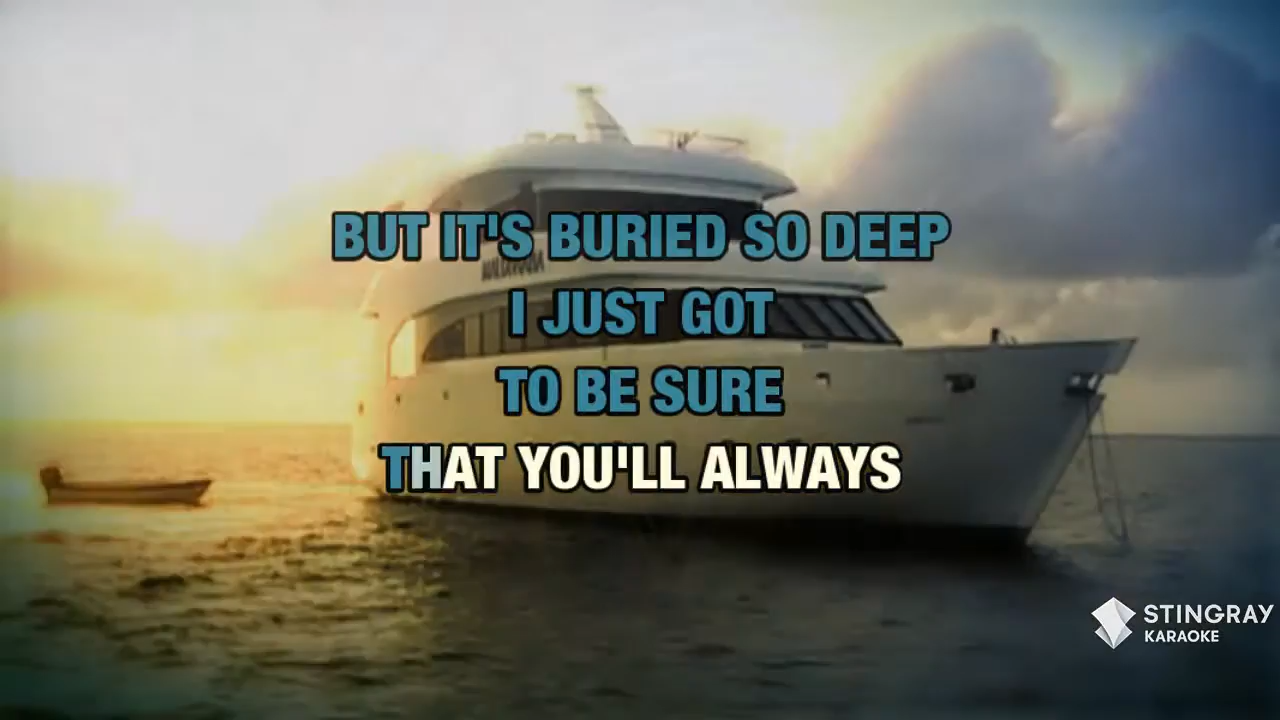 BUT IT'S BURIED SO DEEP
I JUST GOT
TO BE SURE
THAT YOU'LL ALWAYS
STINGRAY
KARAOKE